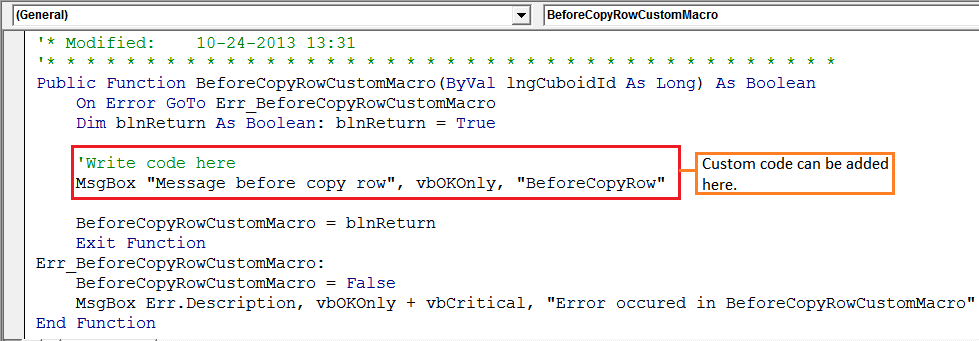 (General)
BeforeCopyRowCustomMacro
'* Modified:    10-24-2013 13:31
'* * * * * * * * * * * * * * * * * * * * * * * * * * * * * * * * * * * * * * * *
Public Function BeforeCopyRowCustomMacro(ByVal lngCuboidId As Long) As Boolean
    On Error GoTo Err_BeforeCopyRowCustomMacro
    Dim blnReturn As Boolean: blnReturn = True
    'Write code here
    MsgBox "Message before copy row", vbOKOnly, "BeforeCopyRow"
Custom code can be added
here.
    BeforeCopyRowCustomMacro = blnReturn
    Exit Function
Err_BeforeCopyRowCustomMacro:
    BeforeCopyRowCustomMacro = False
    MsgBox Err.Description, vbOKOnly + vbCritical, "Error occured in BeforeCopyRowCustomMacro"
End Function